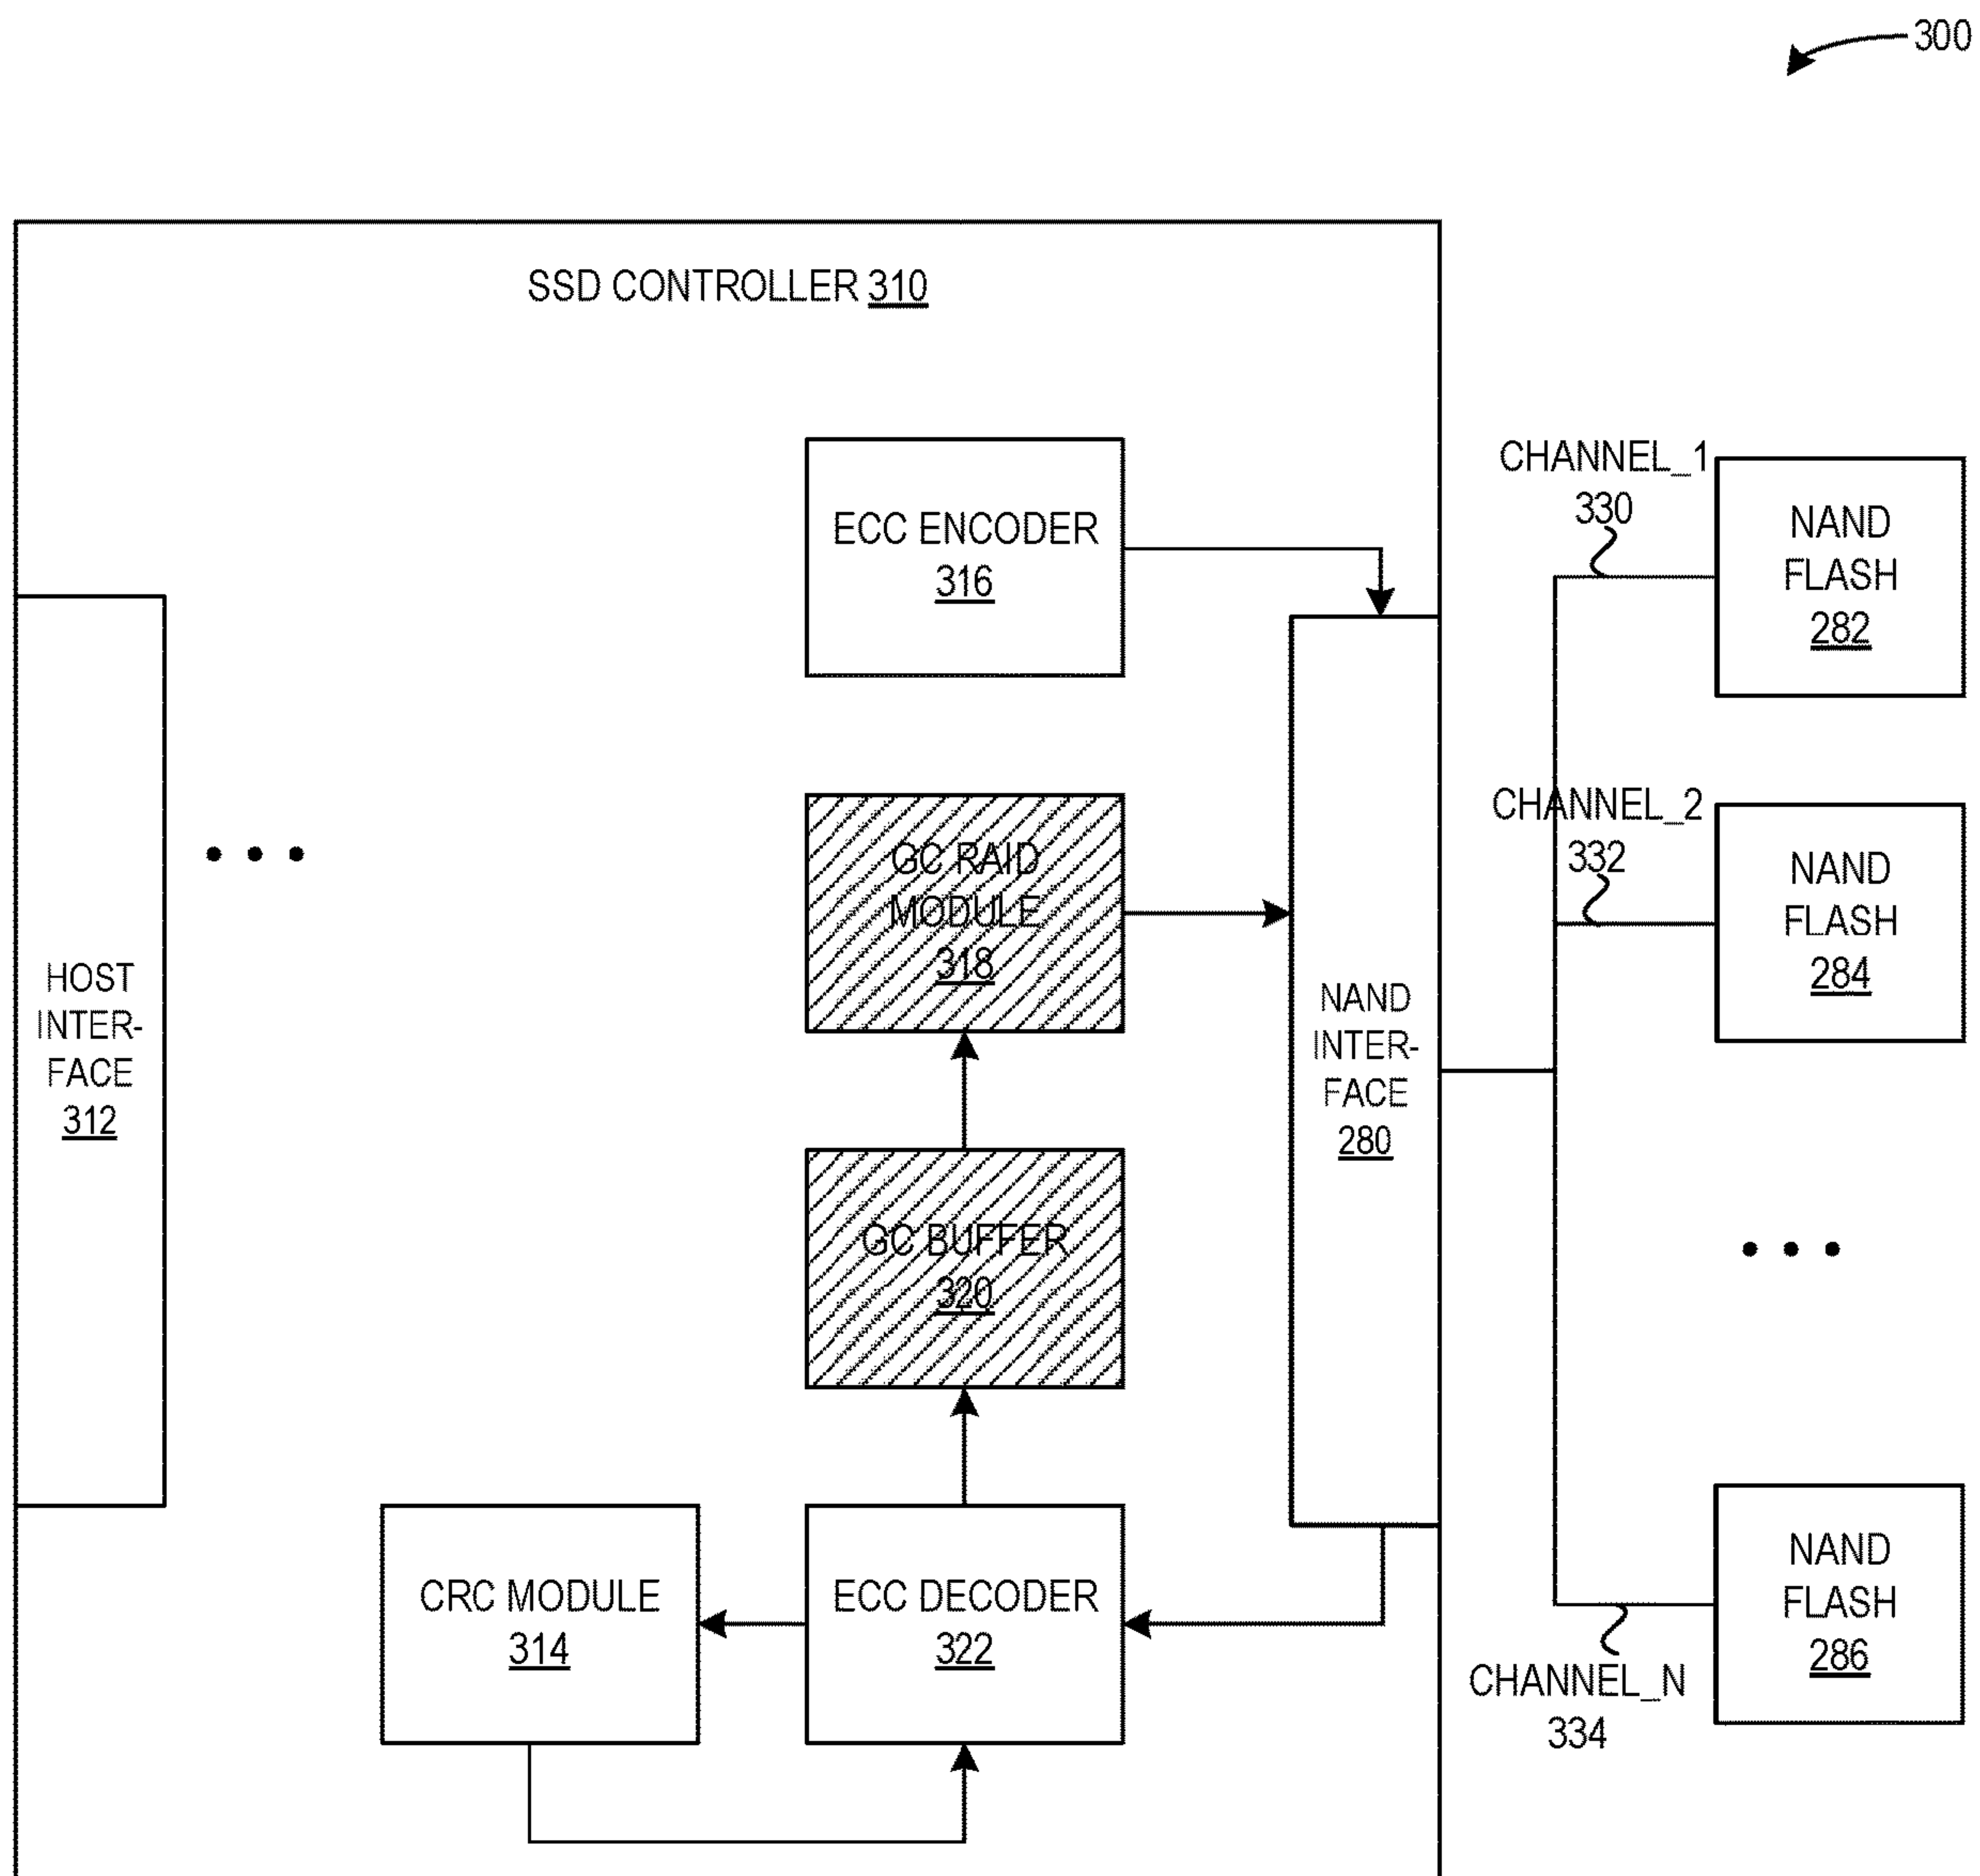 300
SSD CONTROLLER 310
ECC ENCODER
316
CHANNEL_1
330
NAND
FLASH
282
GC RAID
MODULE
318
CHANNEL_2
332
NAND
FLASH
284
HOST
INTER-
FACE
312
NAND
INTER-
FACE
280
GC BUFFER
320
CRC MODULE
314
ECC DECODER
322
CHANNEL_N
334
NAND
FLASH
286